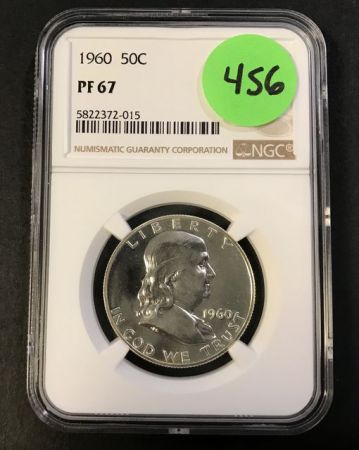 1960 50C
PF 67
5822372-015
NUMISMATIC GUARANTY CORPORATION
NGC®
456
LIBERTY
1960
IN GOD WE TRUST